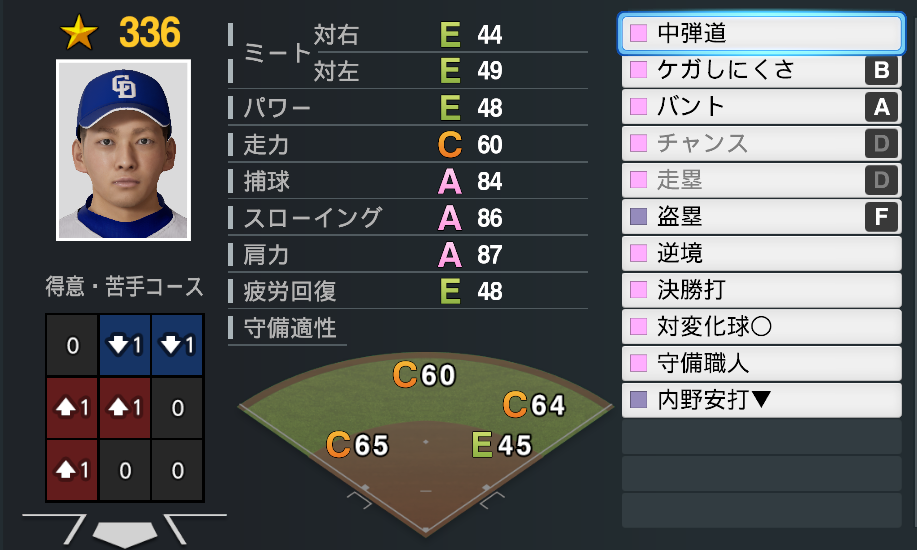 ★ 336
CD
得意・苦手コース
0 ↓1 ↓1
↑1 ↑1 0
↑1 0 0
ミート 対右 E 44
対左 E 49
パワー E 48
走力 C 60
捕球 A 84
スローイング A 86
肩力 A 87
疲労回復 E 48
守備適性
C60
C64
C65
E45
中弾道
ケガしにくさ B
バント A
チャンス D
走塁 D
盗塁 F
逆境
決勝打
対変化球〇
守備職人
内野安打▼